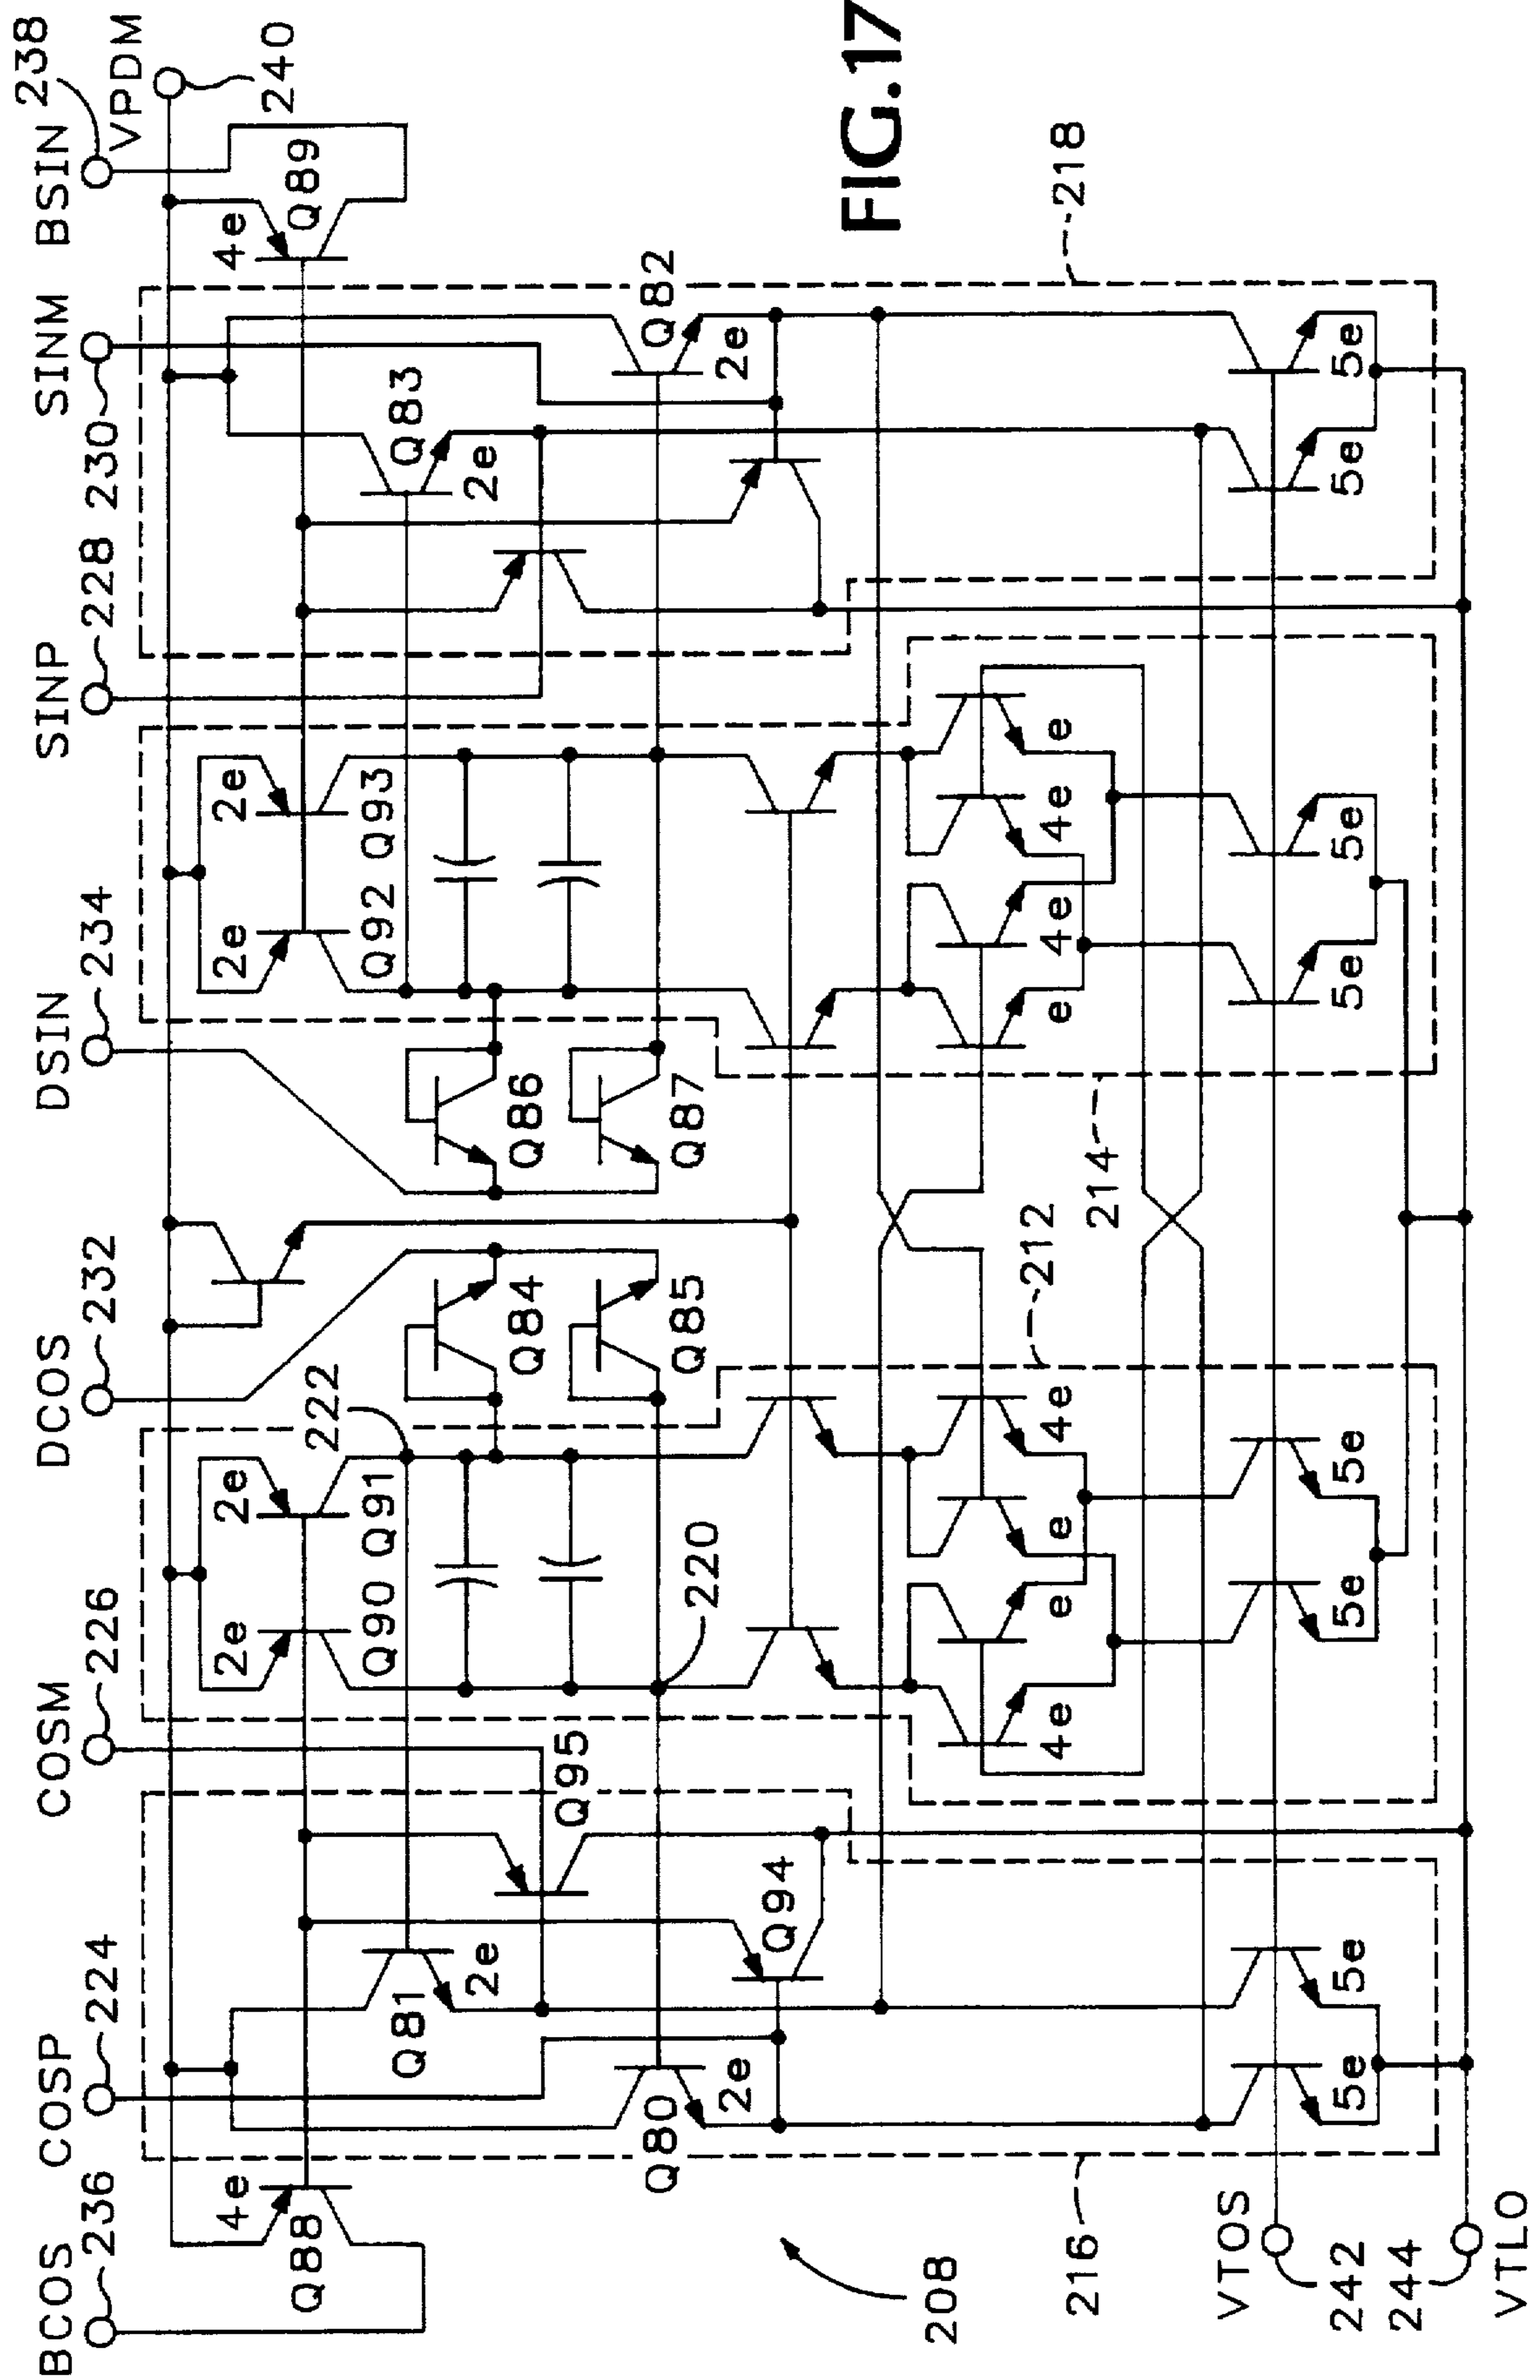 BCOS 236
COSP 224
COSM 226
DCOS 232
DSIN 234
SINP 228
SINM 230
BSIN 238
VPDM
240
4e
Q88
2e
2e
Q90 Q91
222
2e
2e
Q92 Q93
4e
Q89
Q81
2e
Q95
Q84
Q86
Q83
2e
Q80
2e
Q94
220
Q85
Q87
Q82
2e
FIG.17
208
4e
e
e
4e
e
4e
4e
e
216
212
214
218
5e
5e
5e
5e
5e
5e
5e
5e
VTOS
242
244
VTLO